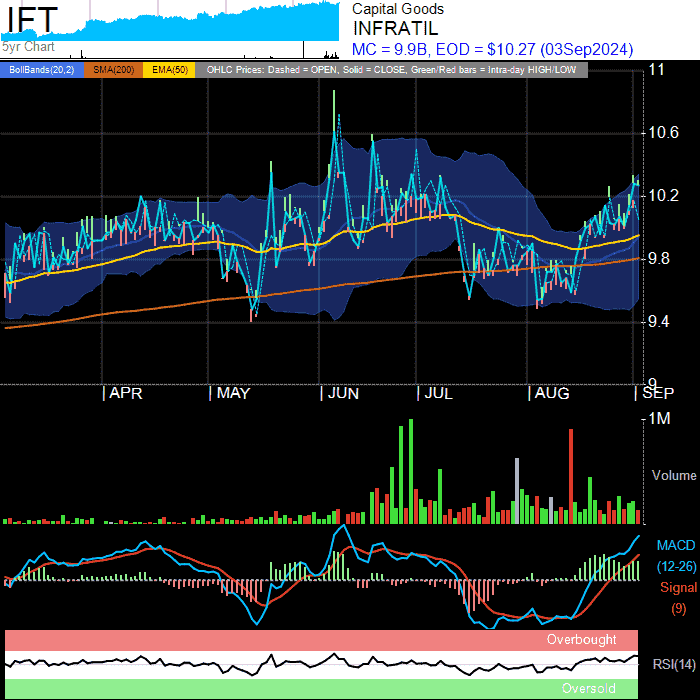 IFT
5yr Chart
Capital Goods
INFRATIL
MC = 9.9B, EOD = $10.27 (03Sep2024)
BollBands(20,2) SMA(200) EMA(50) OHLC Prices: Dashed = OPEN, Solid = CLOSE, Green/Red bars = Intra-day HIGH/LOW
11
10.6
10.2
9.8
9.4
9
APR MAY JUN JUL AUG SEP
1M
Volume
MACD
(12-26)
Signal
(9)
Overbought
RSI(14)
Oversold